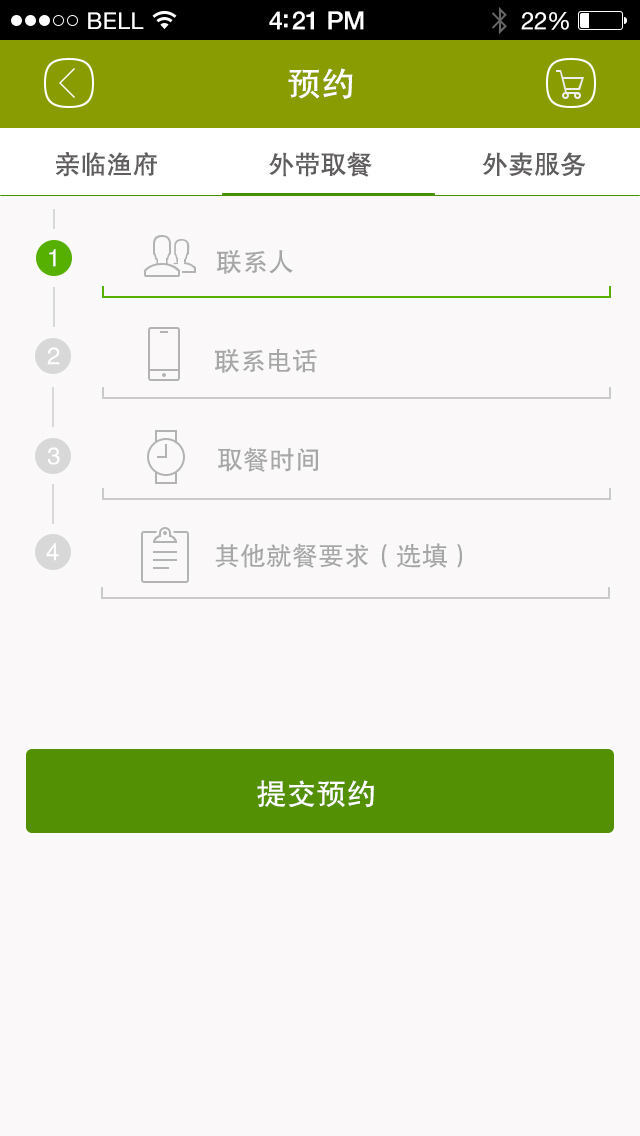 BELL 4:21 PM 22%
预约
亲临渔府 外带取餐 外卖服务
1 联系人
2 联系电话
3 取餐时间
4 其他就餐要求（选填）
提交预约